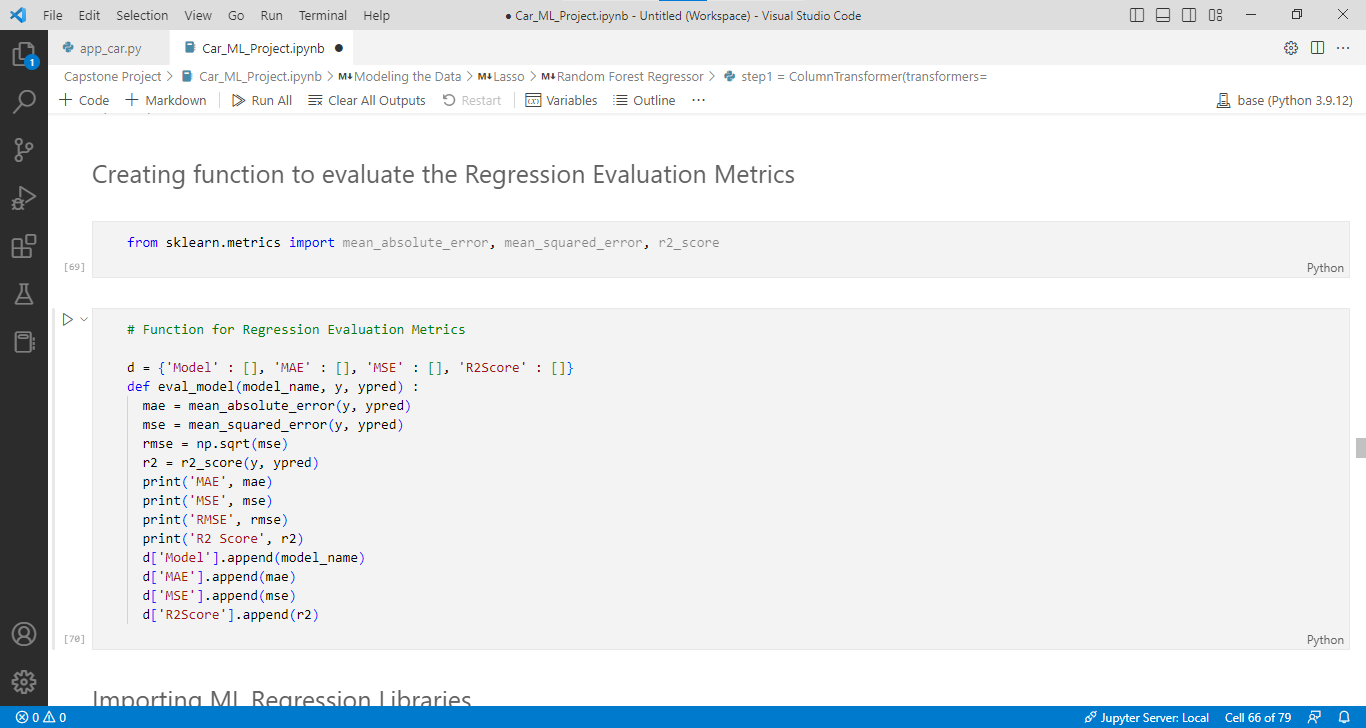 File Edit Selection View Go Run Terminal Help ● Car_ML_Project.ipynb - Untitled (Workspace) - Visual Studio Code
app_car.py Car_ML_Project.ipynb ●
Capstone Project > Car_ML_Project.ipynb > M↓Modeling the Data > M↓Lasso > M↓Random Forest Regressor > step1 = ColumnTransformer(transformers=
+ Code + Markdown Run All Clear All Outputs Restart Variables Outline ··· base (Python 3.9.12)
1
Creating function to evaluate the Regression Evaluation Metrics
from sklearn.metrics import mean_absolute_error, mean_squared_error, r2_score
[69] Python
# Function for Regression Evaluation Metrics
d = {'Model' : [], 'MAE' : [], 'MSE' : [], 'R2Score' : []}
def eval_model(model_name, y, ypred) :
  mae = mean_absolute_error(y, ypred)
  mse = mean_squared_error(y, ypred)
  rmse = np.sqrt(mse)
  r2 = r2_score(y, ypred)
  print('MAE', mae)
  print('MSE', mse)
  print('RMSE', rmse)
  print('R2 Score', r2)
  d['Model'].append(model_name)
  d['MAE'].append(mae)
  d['MSE'].append(mse)
  d['R2Score'].append(r2)
[70] Python
Importing ML Regression Libraries
0 0 Jupyter Server: Local Cell 66 of 79